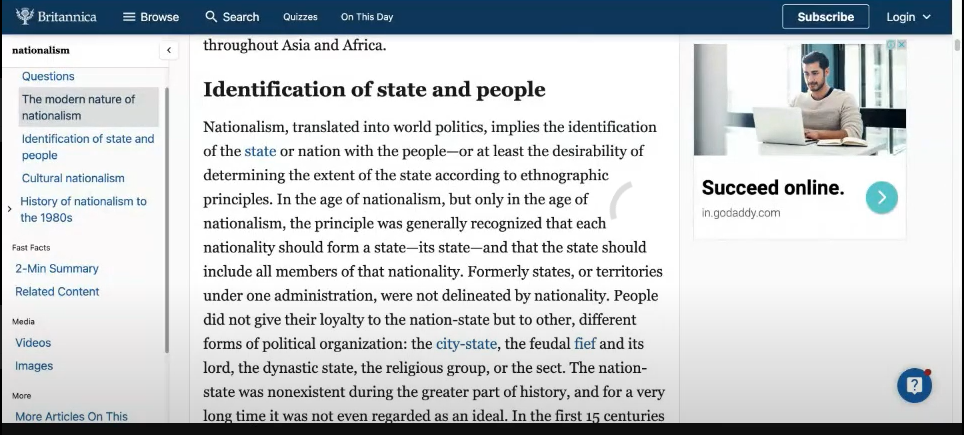 Britannica
Browse
Search
Quizzes
On This Day
Subscribe
Login
nationalism
Questions
The modern nature of
nationalism
Identification of state and
people
Cultural nationalism
History of nationalism to
the 1980s
Fast Facts
2-Min Summary
Related Content
Media
Videos
Images
More
More Articles On This
throughout Asia and Africa.
Identification of state and people
Nationalism, translated into world politics, implies the identification
of the state or nation with the people—or at least the desirability of
determining the extent of the state according to ethnographic
principles. In the age of nationalism, but only in the age of
nationalism, the principle was generally recognized that each
nationality should form a state—its state—and that the state should
include all members of that nationality. Formerly states, or territories
under one administration, were not delineated by nationality. People
did not give their loyalty to the nation-state but to other, different
forms of political organization: the city-state, the feudal fief and its
lord, the dynastic state, the religious group, or the sect. The nation-
state was nonexistent during the greater part of history, and for a very
long time it was not even regarded as an ideal. In the first 15 centuries
Succeed online.
in.godaddy.com